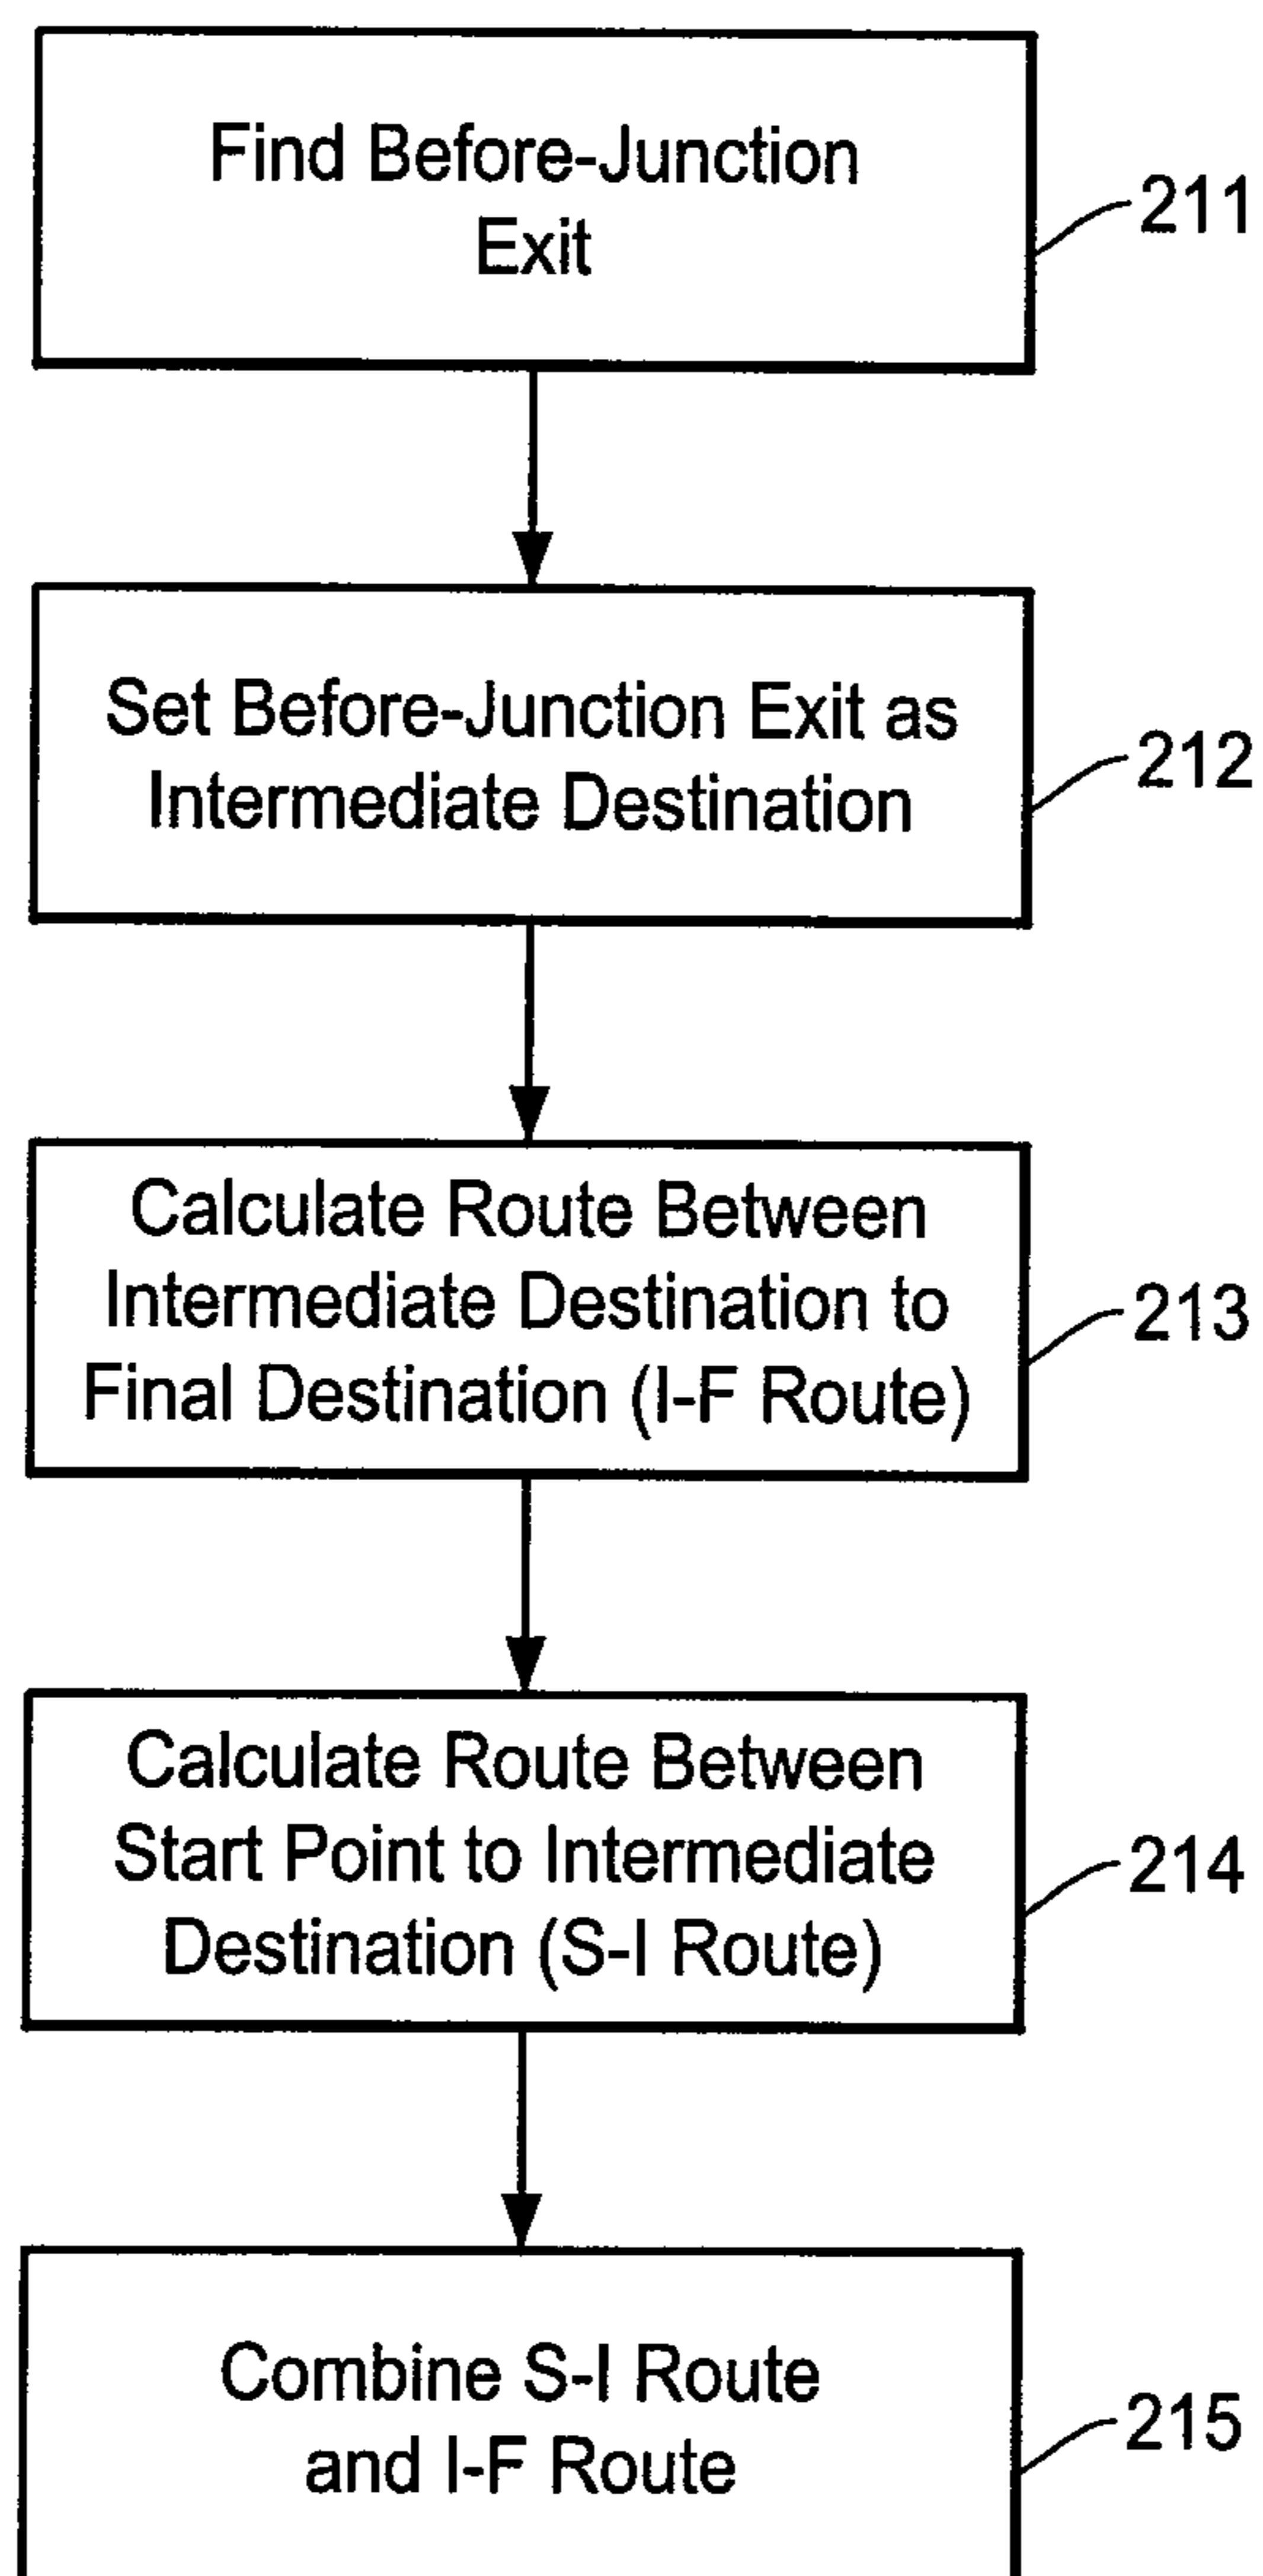 Find Before-Junction
Exit
211
Set Before-Junction Exit as
Intermediate Destination
212
Calculate Route Between
Intermediate Destination to
Final Destination (I-F Route)
213
Calculate Route Between
Start Point to Intermediate
Destination (S-I Route)
214
Combine S-I Route
and I-F Route
215